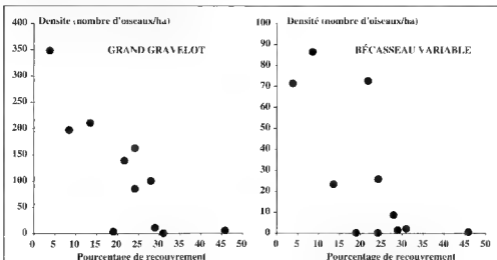 Densite (nombre d'oiseaux/ha)
GRAND GRAVELOT
400
350
300
250
200
150
100
50
0
0 5 10 15 20 25 30 35 40 45 50
Pourcentage de recouvrement
Densité (nombre d'oiseaux/ha)
BÉCASSEAU VARIABLE
100
90
80
70
60
50
40
30
20
10
0
0 5 10 15 20 25 30 35 40 45 50
Pourcentage de recouvrement